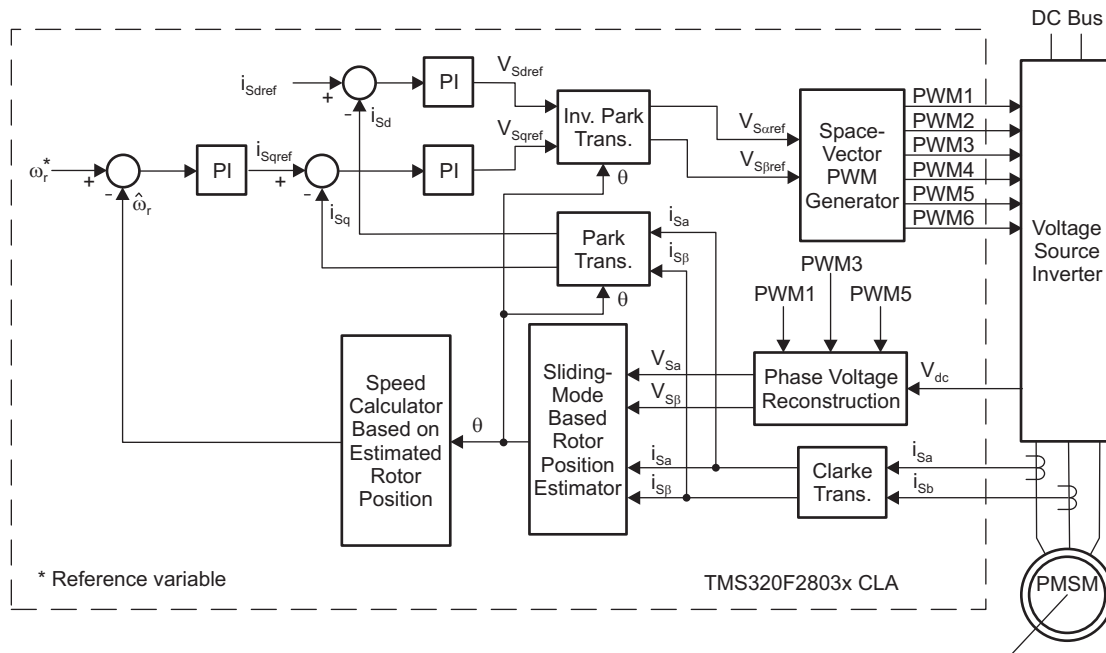 DC Bus
i_Sdref
+
-
i_Sd
PI
V_Sdref
Inv. Park
Trans.
θ
V_Sαref
V_Sβref
Space-
Vector
PWM
Generator
PWM1
PWM2
PWM3
PWM4
PWM5
PWM6
Voltage
Source
Inverter
ω_r^*
+
-
ω̂_r
PI
i_Sqref
+
-
i_Sq
PI
V_Sqref
Park
Trans.
θ
i_Sa
i_Sβ
PWM3
PWM1
PWM5
Phase Voltage
Reconstruction
V_dc
V_Sa
V_Sβ
Speed
Calculator
Based on
Estimated
Rotor
Position
θ
Sliding-
Mode
Based
Rotor
Position
Estimator
i_Sa
i_Sβ
Clarke
Trans.
i_Sa
i_Sb
* Reference variable
TMS320F2803x CLA
PMSM